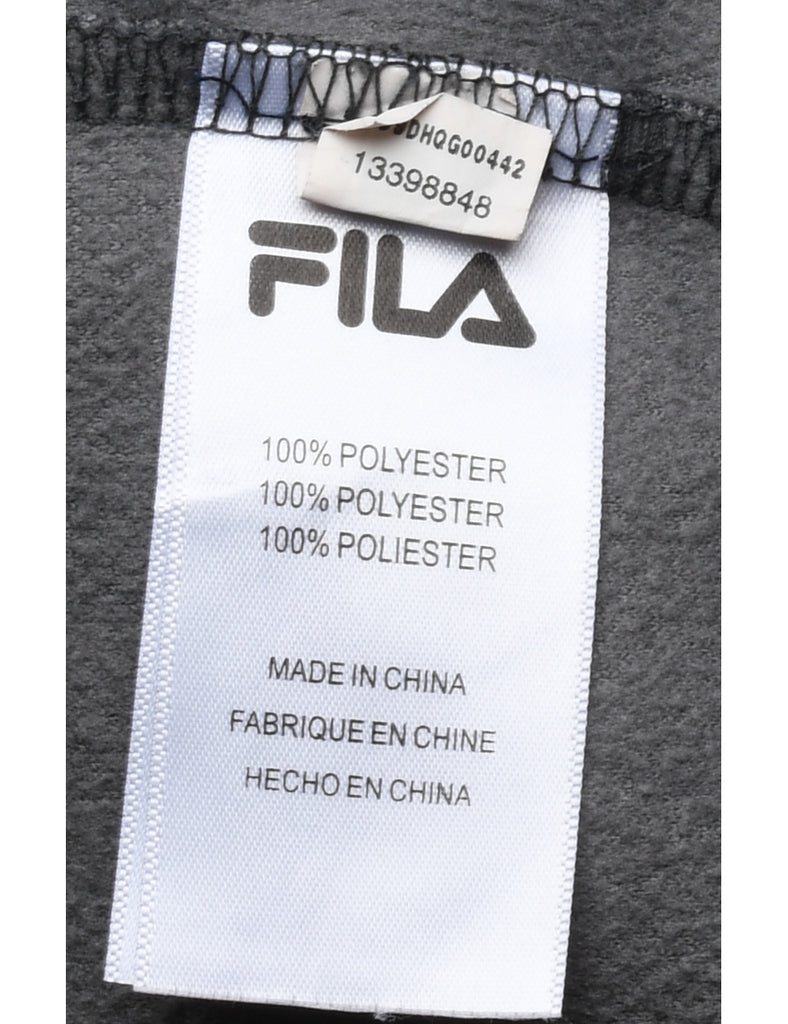 13398848
FILA
100% POLYESTER
100% POLYESTER
100% POLIESTER
MADE IN CHINA
FABRIQUE EN CHINE
HECHO EN CHINA